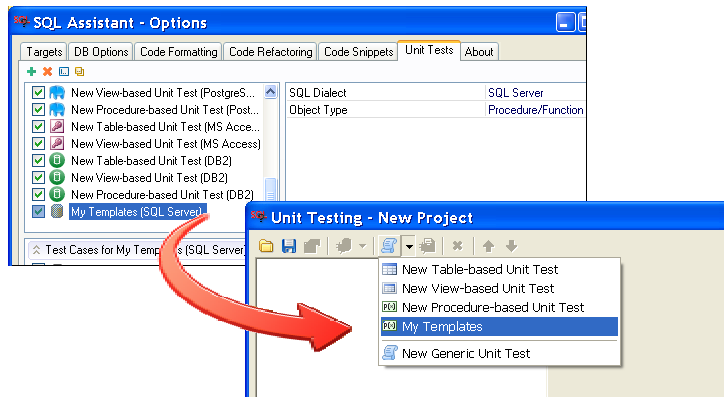 SQL Assistant - Options
Targets DB Options Code Formatting Code Refactoring Code Snippets Unit Tests About
New View-based Unit Test (PostgreS...
New Procedure-based Unit Test (Post...
New Table-based Unit Test (MS Acce...
New View-based Unit Test (MS Access)
New Table-based Unit Test (DB2)
New View-based Unit Test (DB2)
New Procedure-based Unit Test (DB2)
My Templates (SQL Server)
SQL Dialect SQL Server
Object Type Procedure/Function
Test Cases for My Templates (SQL Server)
Unit Testing - New Project
New Table-based Unit Test
New View-based Unit Test
New Procedure-based Unit Test
My Templates
New Generic Unit Test